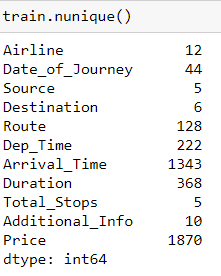 train.nunique()
Airline 12
Date_of_Journey 44
Source 5
Destination 6
Route 128
Dep_Time 222
Arrival_Time 1343
Duration 368
Total_Stops 5
Additional_Info 10
Price 1870
dtype: int64